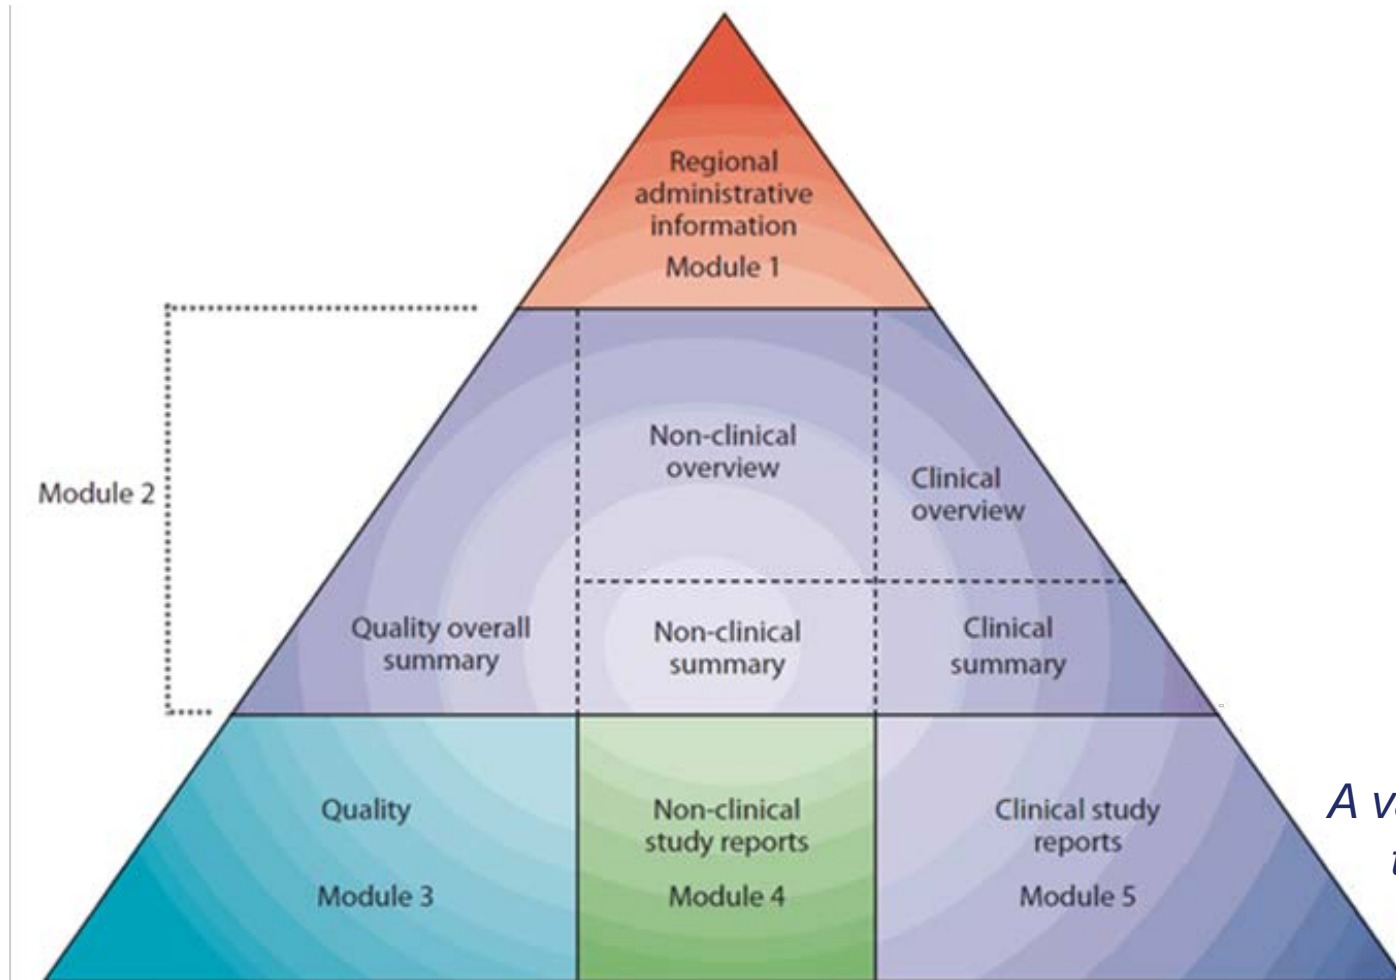 Regional
administrative
information
Module 1
Module 2
Non-clinical
overview
Clinical
overview
Quality overall
summary
Non-clinical
summary
Clinical
summary
Quality
Module 3
Non-clinical
study reports
Module 4
Clinical study
reports
Module 5
A